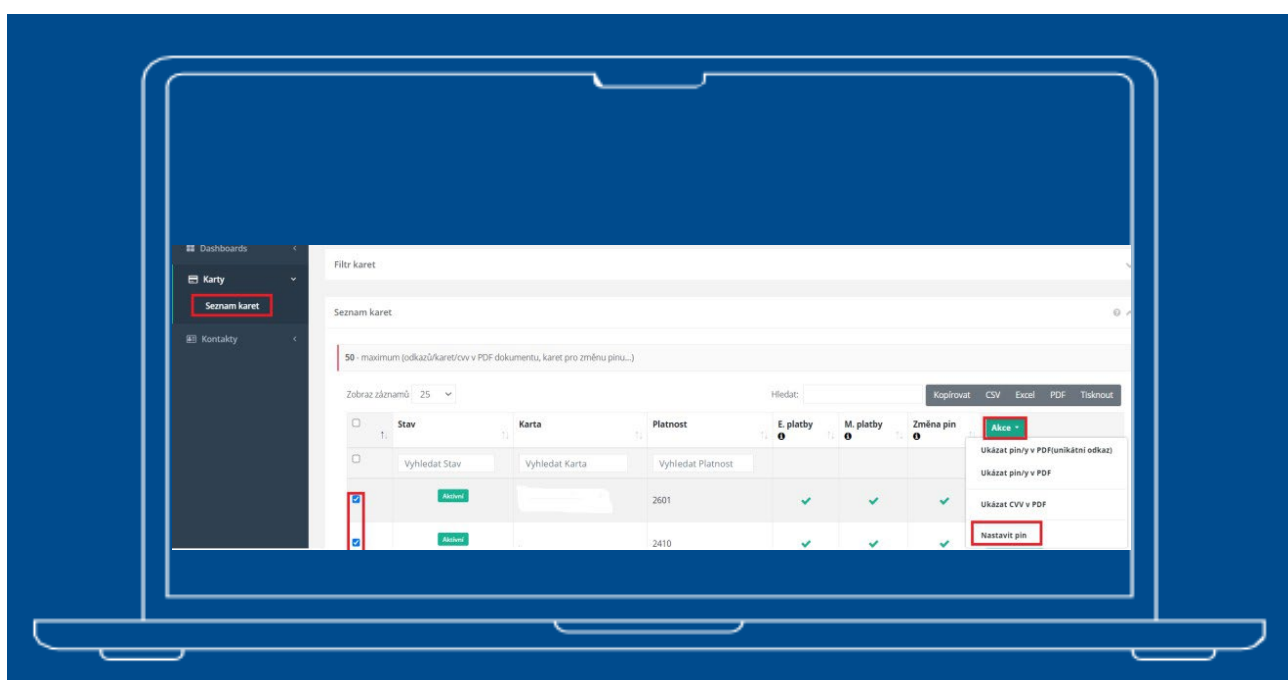 Dashboards
Karty
Seznam karet
Kontakty
Filtr karet
Seznam karet
50 - maximum (odkazů/karet/cvv v PDF dokumentu, karet pro změnu pinu...)
Zobraz záznamů 25
Hledat:
Kopírovat CSV Excel PDF Tisknout
Stav Karta Platnost E. platby M. platby Změna pin Akce
Vyhledat Stav Vyhledat Karta Vyhledat Platnost
Ukázat pin/y v PDF(unikátní odkaz)
Ukázat pin/y v PDF
Aktivní 2601
Ukázat CVV v PDF
Aktivní 2410
Nastavit pin